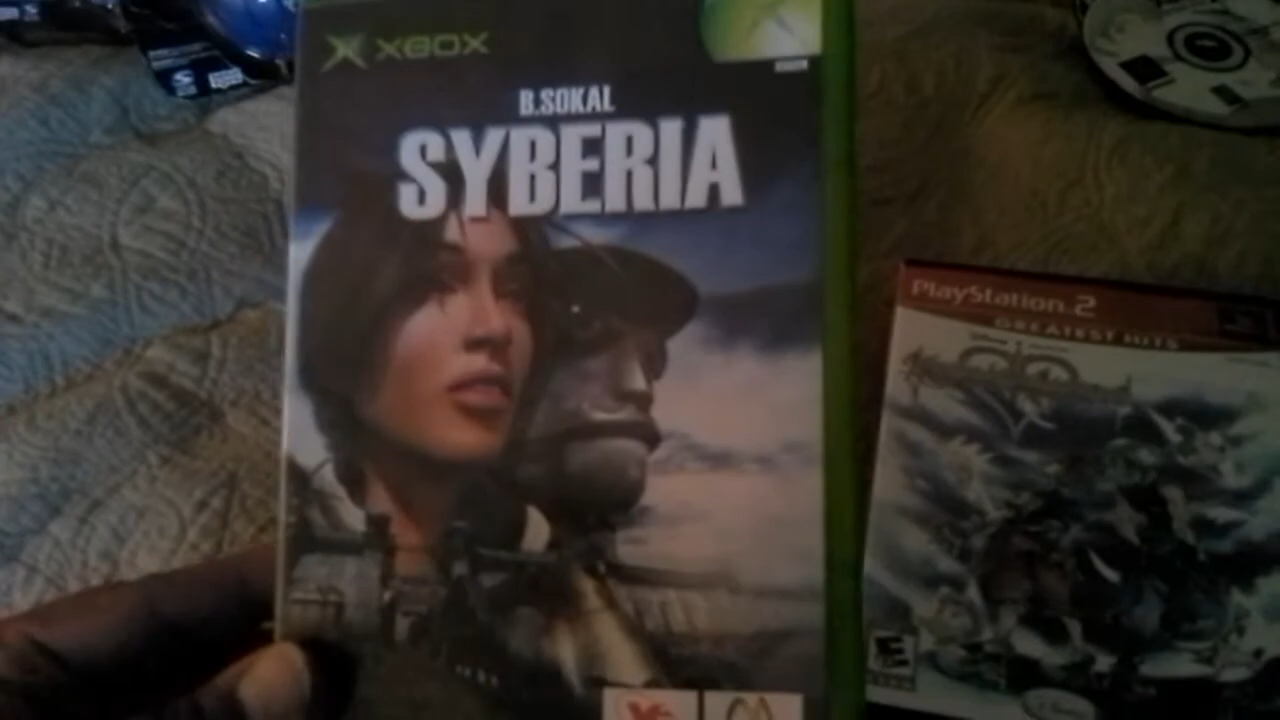 XBOX
B.SOKAL
SYBERIA
PlayStation 2
GREATEST HITS
E